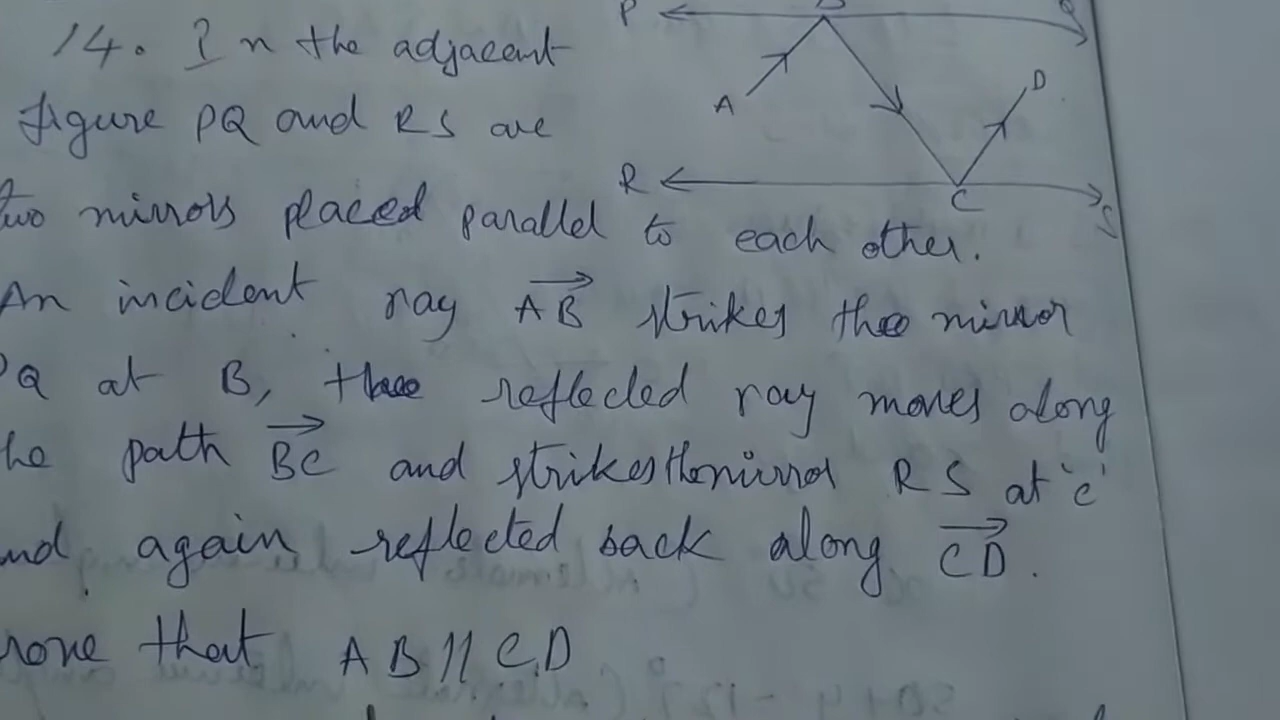 14. In the adjacent
figure PQ and RS are
two mirrors placed parallel to each other.
An incident ray AB strikes the mirror
PQ at B, the reflected ray moves along
he path BC and strikes the mirror RS at 'c'
nd again reflected back along CD.
rove that AB || CD
P
B
Q
A
D
R
C
S